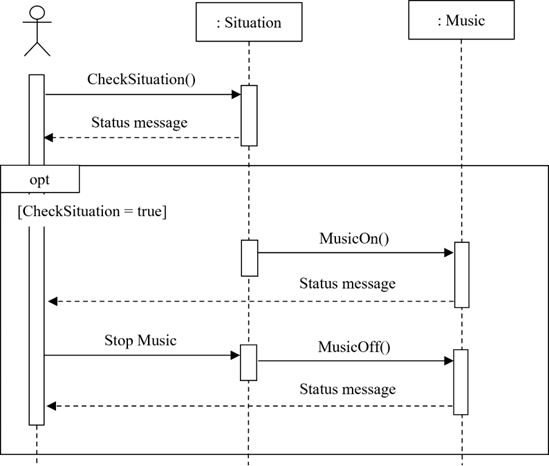 : Situation
: Music
CheckSituation()
Status message
opt
[CheckSituation = true]
MusicOn()
Status message
Stop Music
MusicOff()
Status message